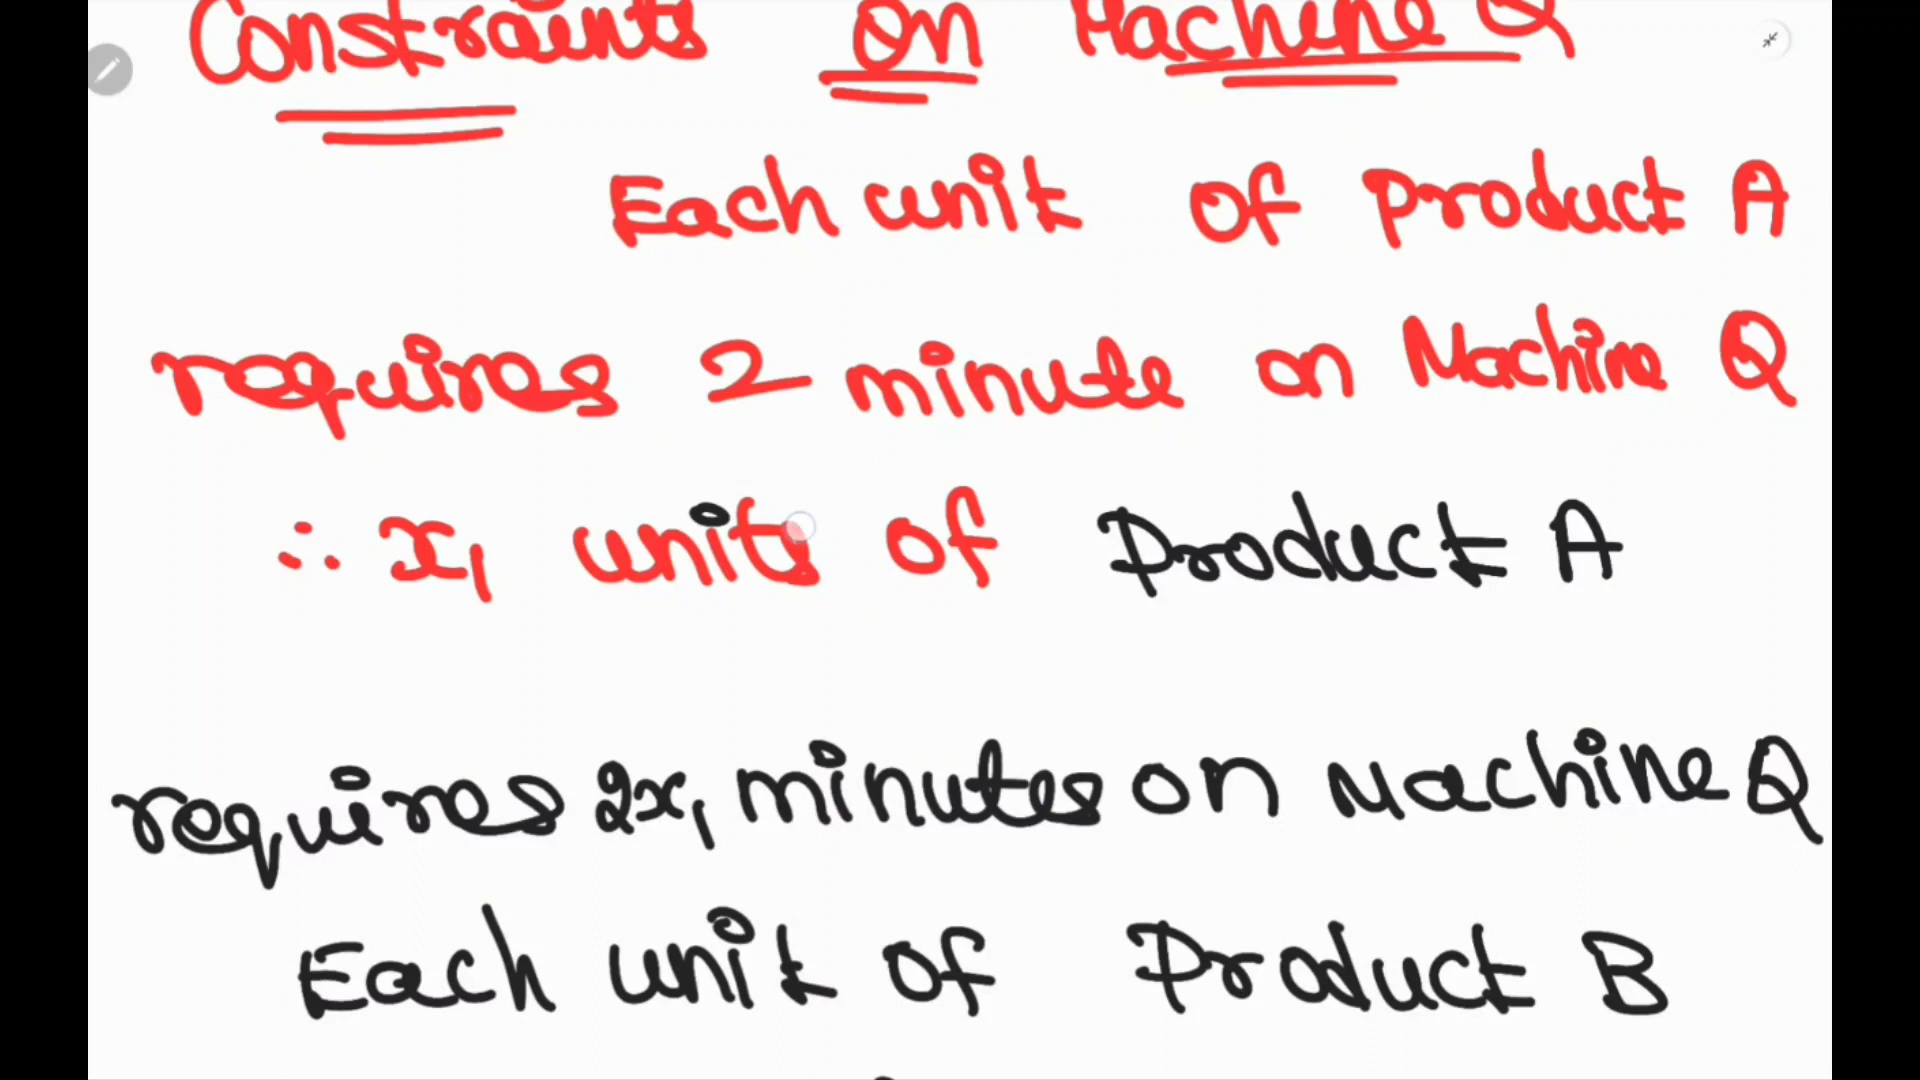 Constraints on Machine Q
Each unit of product A
requires 2 minute on Machine Q
∴ x₁ units of Product A
requires 2x₁ minutes on Machine Q
Each unit of Product B